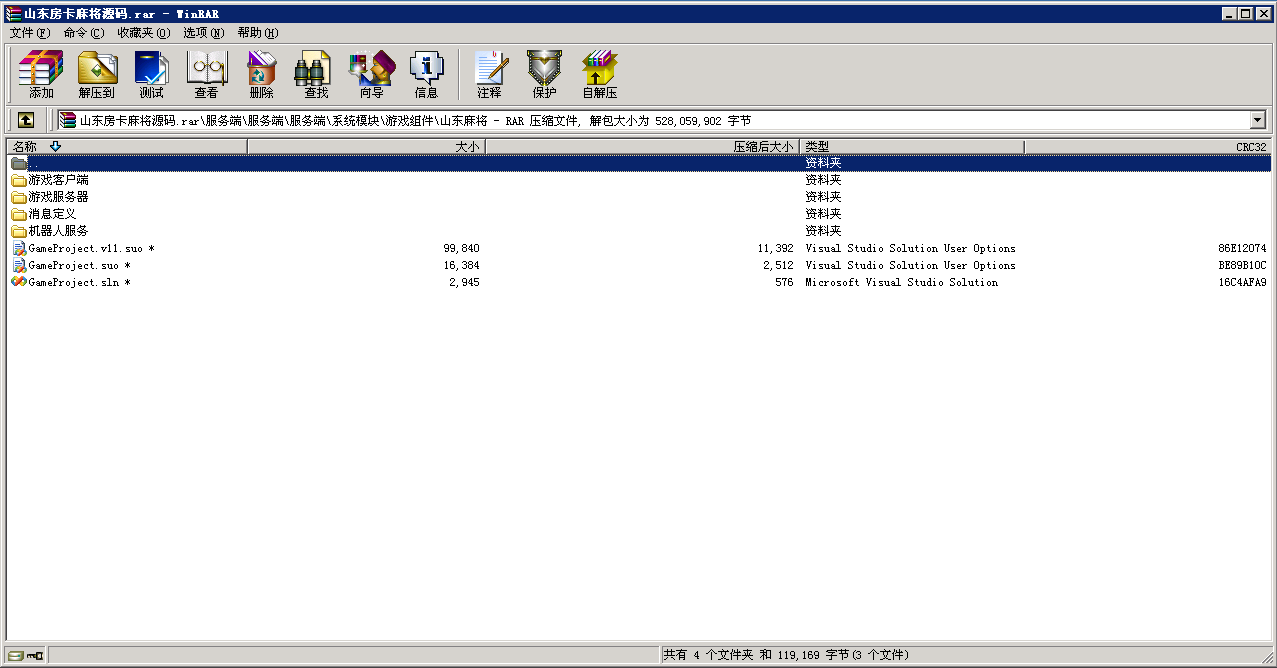 山东房卡麻将源码.rar - WinRAR
文件(F) 命令(C) 收藏夹(O) 选项(N) 帮助(H)
添加 解压到 测试 查看 删除 查找 向导 信息 注释 保护 自解压
山东房卡麻将源码.rar\服务端\服务端\服务端\系统模块\游戏组件\山东麻将 - RAR 压缩文件, 解包大小为 528,059,902 字节
名称 大小 压缩后大小 类型 CRC32
.. 资料夹
游戏客户端 资料夹
游戏服务器 资料夹
消息定义 资料夹
机器人服务 资料夹
GameProject.v11.suo * 99,840 11,392 Visual Studio Solution User Options 86E12074
GameProject.suo * 16,384 2,512 Visual Studio Solution User Options BE89B10C
GameProject.sln * 2,945 576 Microsoft Visual Studio Solution 16C4AFA9
共有 4 个文件夹 和 119,169 字节(3 个文件)